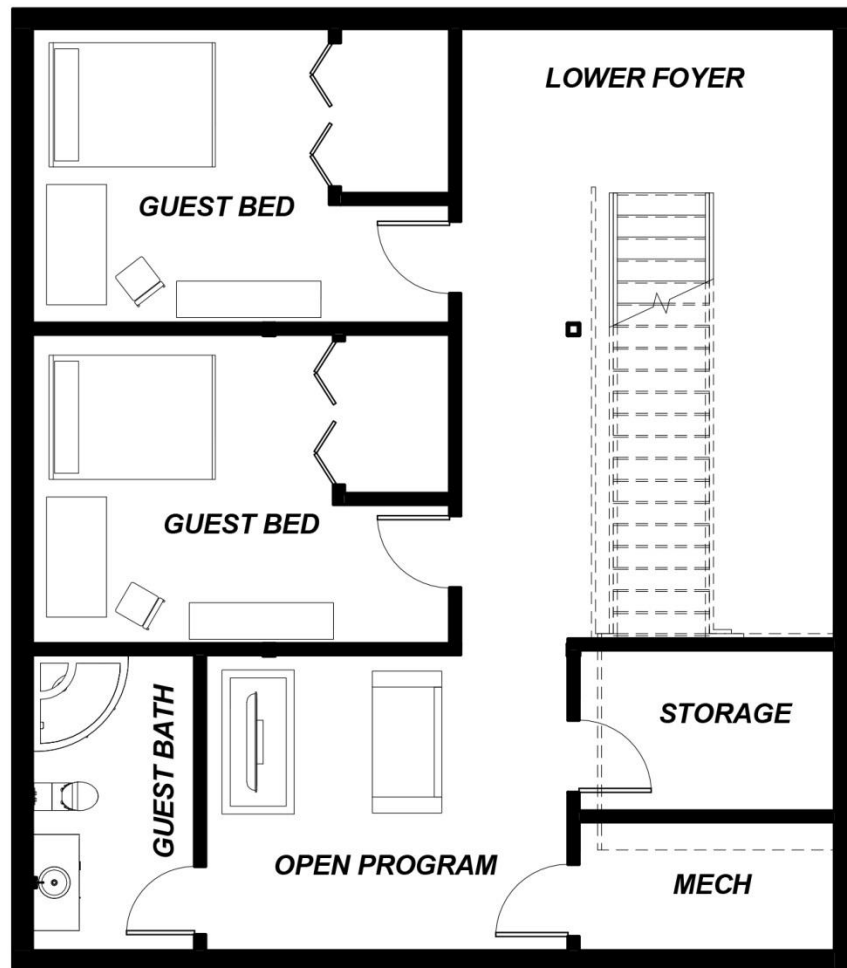 LOWER FOYER
GUEST BED
GUEST BED
GUEST BATH
STORAGE
OPEN PROGRAM
MECH